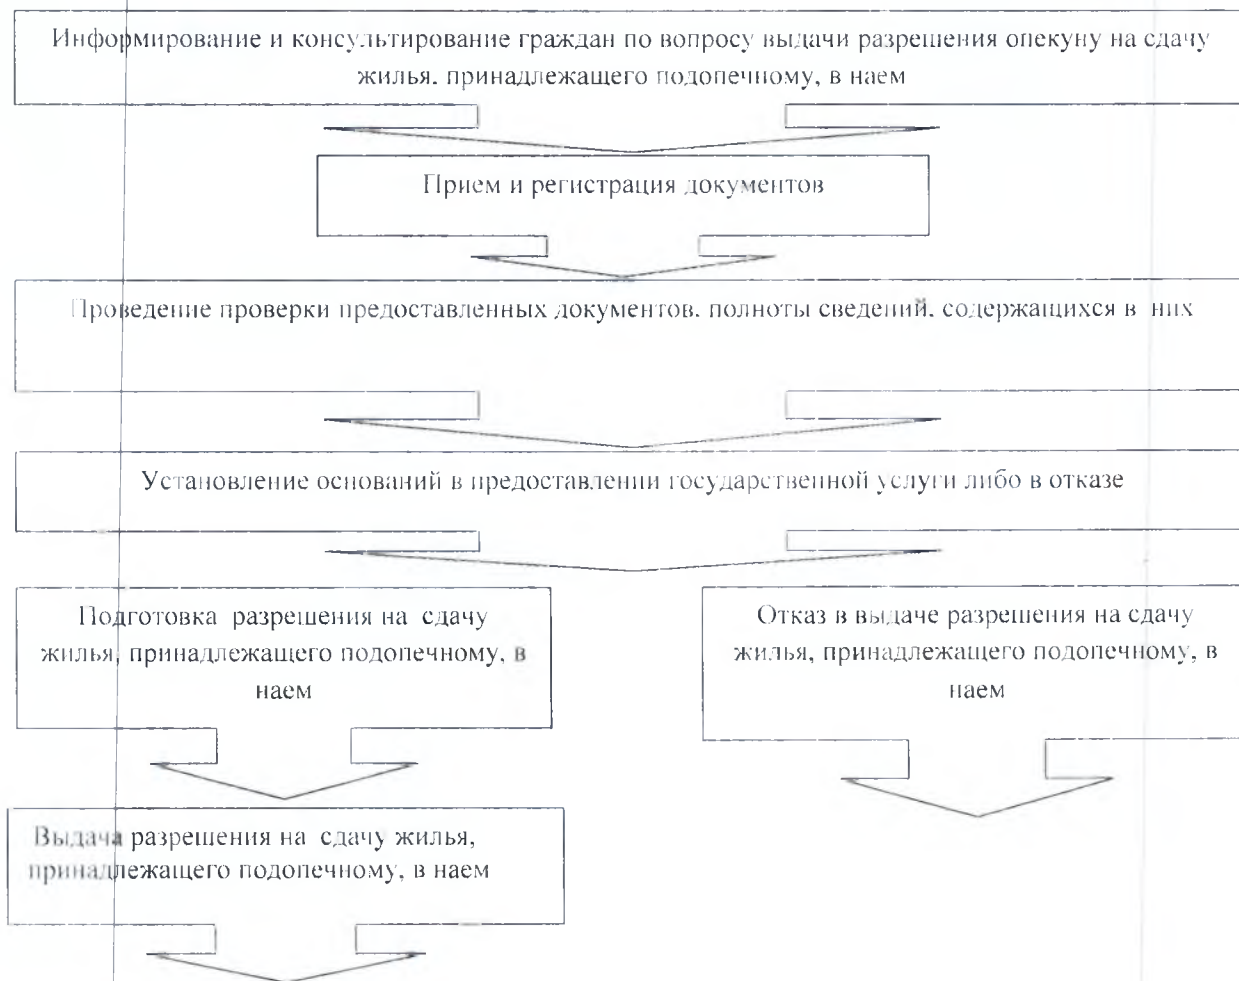 Информирование и консультирование граждан по вопросу выдачи разрешения опекуну на сдачу
жилья, принадлежащего подопечному, в наем
Прием и регистрация документов
Проведение проверки предоставленных документов, полноты сведений, содержащихся в них
Установление оснований в предоставлении государственной услуги либо в отказе
Подготовка разрешения на сдачу
жилья, принадлежащего подопечному, в
наем
Отказ в выдаче разрешения на сдачу
жилья, принадлежащего подопечному, в
наем
Выдача разрешения на сдачу жилья,
принадлежащего подопечному, в наем